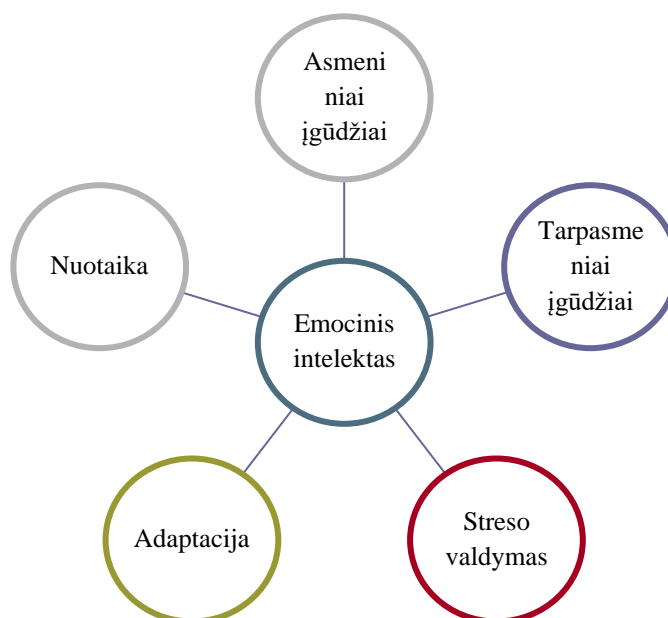 Asmeni
niai
įgūdžiai
Nuotaika
Tarpasme
niai
įgūdžiai
Emocinis
intelektas
Adaptacija
Streso
valdymas